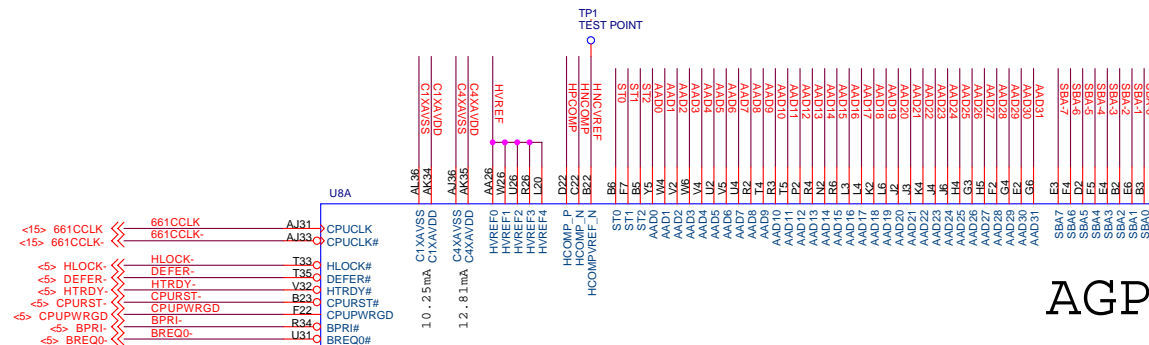 TP1
TEST POINT
C1XAVSS
C1XAVDD
C4XAVSS
C4XAVDD
HVREF
HPCOMP
HNCOMP
HNCVREF
ST0
ST1
ST2
AAD0
AAD1
AAD2
AAD3
AAD4
AAD5
AAD6
AAD7
AAD8
AAD9
AAD10
AAD11
AAD12
AAD13
AAD14
AAD15
AAD16
AAD17
AAD18
AAD19
AAD20
AAD21
AAD22
AAD23
AAD24
AAD25
AAD26
AAD27
AAD28
AAD29
AAD30
AAD31
SBA-7
SBA-6
SBA-5
SBA-4
SBA-3
SBA-2
SBA-1
AL36
AK34
AJ36
AK35
AA26
W26
U26
R26
L20
D22
C22
B22
B6
F7
B5
Y5
W4
V2
W6
V4
U2
V5
U4
R2
T4
R3
T5
P2
R4
N2
R6
L3
L4
K2
L6
J2
J3
K4
J4
J6
H4
G3
H5
F2
G4
E2
G6
E3
F4
D2
E5
E4
B2
E6
B3
U8A
C1XAVSS
C1XAVDD
C4XAVSS
C4XAVDD
HVREF0
HVREF1
HVREF2
HVREF3
HVREF4
HCOMP_P
HCOMP_N
HCOMPVREF_N
ST0
ST1
ST2
AAD0
AAD1
AAD2
AAD3
AAD4
AAD5
AAD6
AAD7
AAD8
AAD9
AAD10
AAD11
AAD12
AAD13
AAD14
AAD15
AAD16
AAD17
AAD18
AAD19
AAD20
AAD21
AAD22
AAD23
AAD24
AAD25
AAD26
AAD27
AAD28
AAD29
AAD30
AAD31
SBA7
SBA6
SBA5
SBA4
SBA3
SBA2
SBA1
SBA0
10.25mA
12.81mA
<15> 661CCLK 661CCLK AJ31 CPUCLK
<15> 661CCLK- 661CCLK- AJ33 CPUCLK#
<5> HLOCK- HLOCK- T33 HLOCK#
<5> DEFER- DEFER- T35 DEFER#
<5> HTRDY- HTRDY- V32 HTRDY#
<5> CPURST- CPURST- B23 CPURST#
<5> CPUPWRGD CPUPWRGD F22 CPUPWRGD
<5> BPRI- BPRI- R34 BPRI#
<5> BREQ0- BREQ0- U31 BREQ0#
AGP